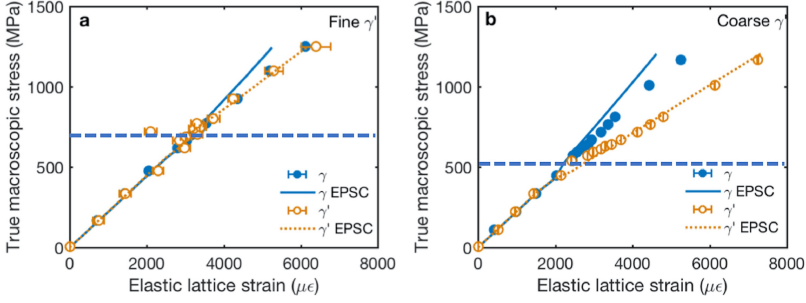 a
Fine γ'
True macroscopic stress (MPa)
1500
1000
500
0
γ
γ EPSC
γ'
γ' EPSC
0
2000
4000
6000
8000
Elastic lattice strain (με)
b
Coarse γ'
True macroscopic stress (MPa)
1500
1000
500
0
γ
γ EPSC
γ'
γ' EPSC
0
2000
4000
6000
8000
Elastic lattice strain (με)